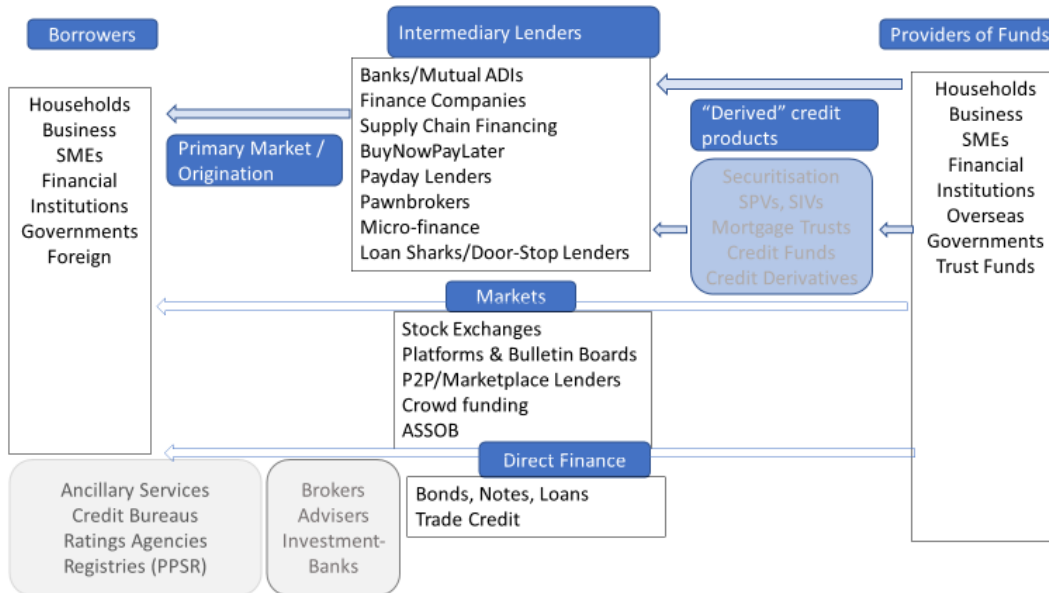 Borrowers
Intermediary Lenders
Providers of Funds
Households
Business
SMEs
Financial
Institutions
Governments
Foreign
Primary Market /
Origination
Banks/Mutual ADIs
Finance Companies
Supply Chain Financing
BuyNowPayLater
Payday Lenders
Pawnbrokers
Micro-finance
Loan Sharks/Door-Stop Lenders
“Derived” credit
products
Securitisation
SPVs, SIVs
Mortgage Trusts
Credit Funds
Credit Derivatives
Households
Business
SMEs
Financial
Institutions
Overseas
Governments
Trust Funds
Markets
Stock Exchanges
Platforms & Bulletin Boards
P2P/Marketplace Lenders
Crowd funding
ASSOB
Direct Finance
Bonds, Notes, Loans
Trade Credit
Ancillary Services
Credit Bureaus
Ratings Agencies
Registries (PPSR)
Brokers
Advisers
Investment-
Banks